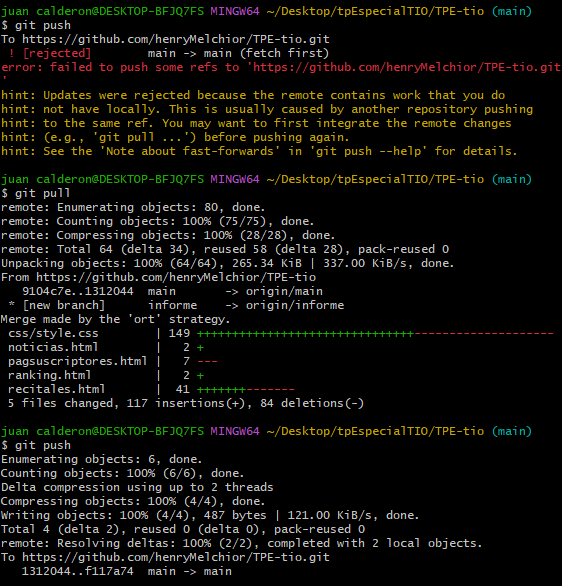 juan calderon@DESKTOP-BFJQ7FS MINGW64 ~/Desktop/tpEspecialTIO/TPE-tio (main)
$ git push
To https://github.com/henryMelchior/TPE-tio.git
 ! [rejected]        main -> main (fetch first)
error: failed to push some refs to 'https://github.com/henryMelchior/TPE-tio.git
'
hint: Updates were rejected because the remote contains work that you do
hint: not have locally. This is usually caused by another repository pushing
hint: to the same ref. You may want to first integrate the remote changes
hint: (e.g., 'git pull ...') before pushing again.
hint: See the 'Note about fast-forwards' in 'git push --help' for details.
juan calderon@DESKTOP-BFJQ7FS MINGW64 ~/Desktop/tpEspecialTIO/TPE-tio (main)
$ git pull
remote: Enumerating objects: 80, done.
remote: Counting objects: 100% (75/75), done.
remote: Compressing objects: 100% (28/28), done.
remote: Total 64 (delta 34), reused 58 (delta 28), pack-reused 0
Unpacking objects: 100% (64/64), 265.34 KiB | 337.00 KiB/s, done.
From https://github.com/henryMelchior/TPE-tio
   9104c7e..1312044  main       -> origin/main
 * [new branch]      informe    -> origin/informe
Merge made by the 'ort' strategy.
 css/style.css        | 149 +++++++++++++++++++++++++++++++--------------------
 noticias.html        |   2 +
 pagsuscriptores.html |   7 ---
 ranking.html         |   2 +
 recitales.html       |  41 +++++++-------
 5 files changed, 117 insertions(+), 84 deletions(-)
juan calderon@DESKTOP-BFJQ7FS MINGW64 ~/Desktop/tpEspecialTIO/TPE-tio (main)
$ git push
Enumerating objects: 6, done.
Counting objects: 100% (6/6), done.
Delta compression using up to 2 threads
Compressing objects: 100% (4/4), done.
Writing objects: 100% (4/4), 487 bytes | 121.00 KiB/s, done.
Total 4 (delta 2), reused 0 (delta 0), pack-reused 0
remote: Resolving deltas: 100% (2/2), completed with 2 local objects.
To https://github.com/henryMelchior/TPE-tio.git
   1312044..f117a74  main -> main